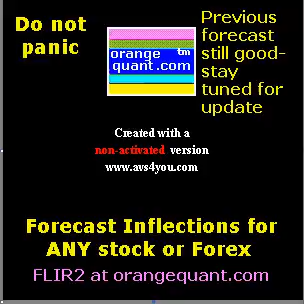 Do not
panic
orange tm
quant.com
Previous
forecast
still good-
stay
tuned for
update
Created with a
non-activated version
www.avs4you.com
Forecast Inflections for
ANY stock or Forex
FLIR2 at orangequant.com